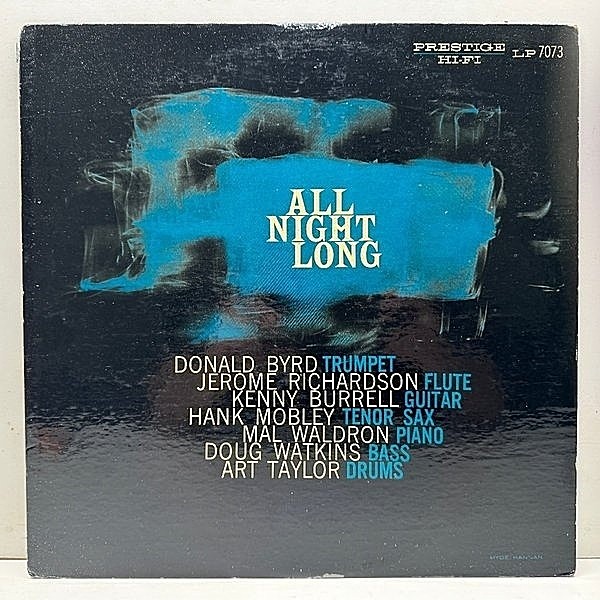 PRESTIGE LP 7073
HI-FI
ALL
NIGHT
LONG
DONALD BYRD TRUMPET
JEROME RICHARDSON FLUTE
KENNY BURRELL GUITAR
HANK MOBLEY TENOR SAX
MAL WALDRON PIANO
DOUG WATKINS BASS
ART TAYLOR DRUMS